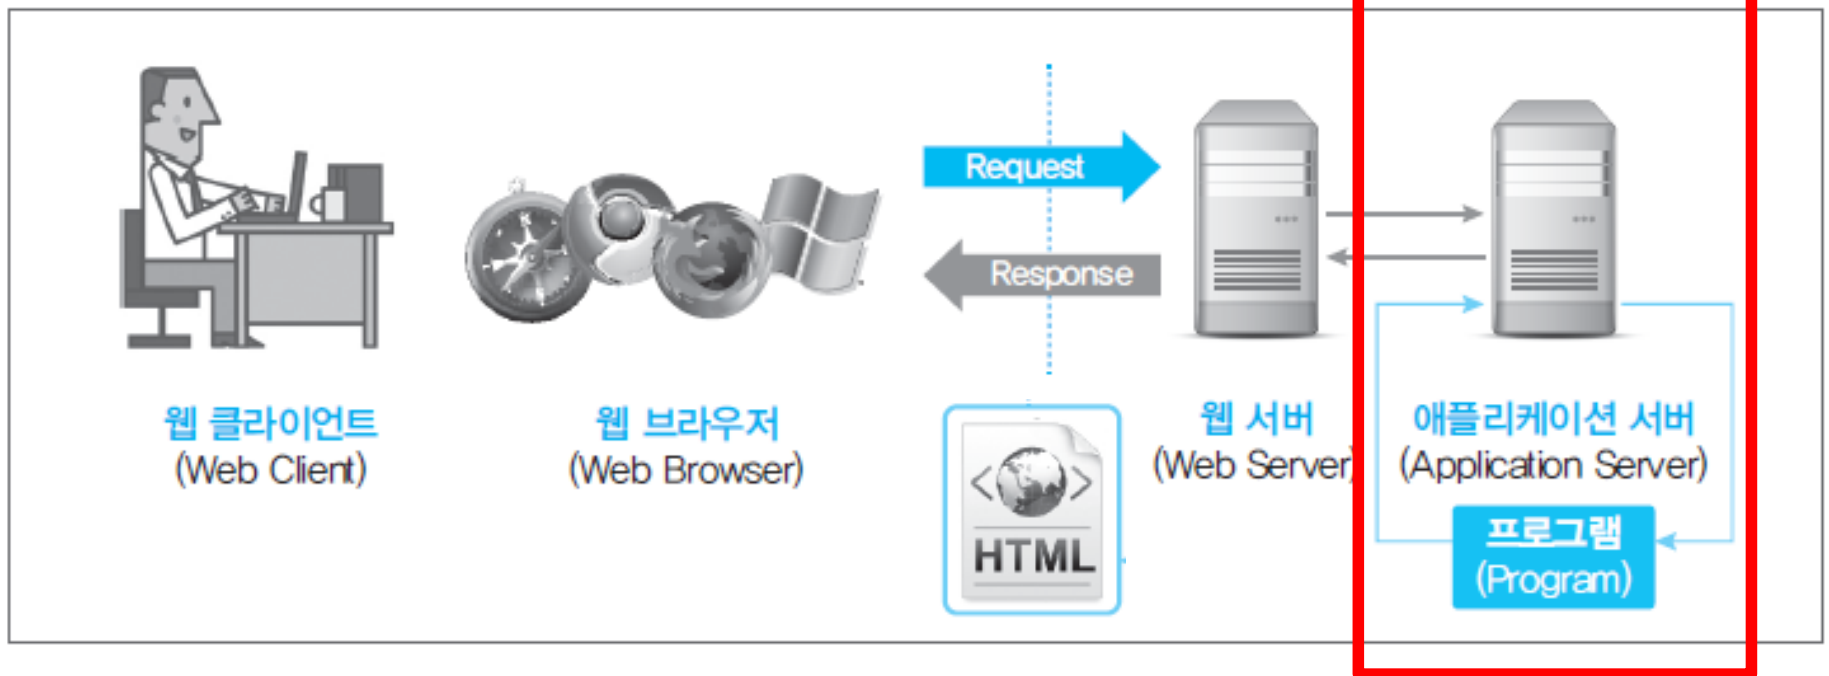 Request
Response
웹 클라이언트
(Web Client)
웹 브라우저
(Web Browser)
HTML
웹 서버
(Web Server)
애플리케이션 서버
(Application Server)
프로그램
(Program)